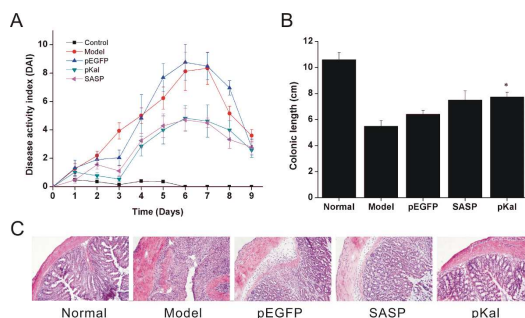 A
Disease activity index (DAI)
10
8
6
4
2
0
Control
Model
pEGFP
pKal
SASP
0 1 2 3 4 5 6 7 8 9
Time (Days)
B
Colonic length (cm)
12
10
8
6
4
2
0
*
Normal Model pEGFP SASP pKal
C
Normal Model pEGFP SASP pKal